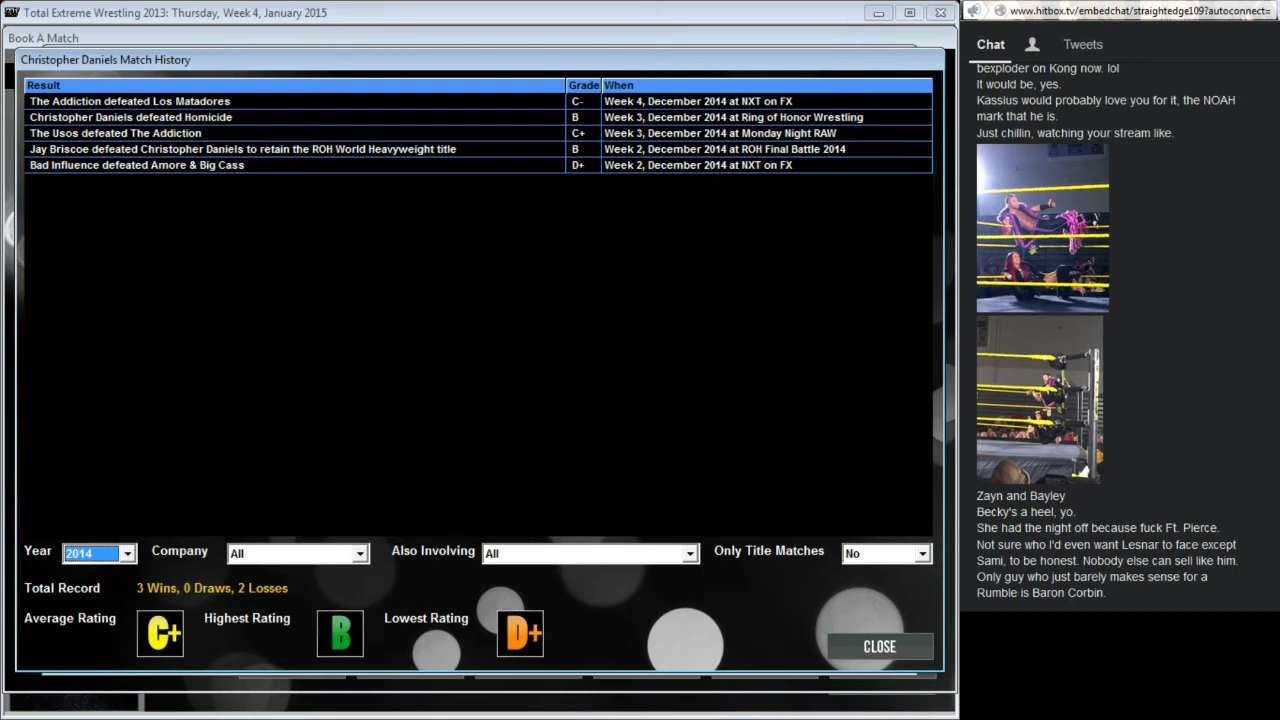 Total Extreme Wrestling 2013: Thursday, Week 4, January 2015
Book A Match
Christopher Daniels Match History
Result Grade When
The Addiction defeated Los Matadores C- Week 4, December 2014 at NXT on FX
Christopher Daniels defeated Homicide B Week 3, December 2014 at Ring of Honor Wrestling
The Usos defeated The Addiction C+ Week 3, December 2014 at Monday Night RAW
Jay Briscoe defeated Christopher Daniels to retain the ROH World Heavyweight title B Week 2, December 2014 at ROH Final Battle 2014
Bad Influence defeated Amore & Big Cass D+ Week 2, December 2014 at NXT on FX
Year 2014 Company All Also Involving All Only Title Matches No
Total Record 3 Wins, 0 Draws, 2 Losses
Average Rating C+ Highest Rating B Lowest Rating D+
CLOSE
www.hitbox.tv/embedchat/straightedge109?autoconnect=
Chat Tweets
bexploder on Kong now. lol
It would be, yes.
Kassius would probably love you for it, the NOAH
mark that he is.
Just chillin, watching your stream like.
Zayn and Bayley
Becky's a heel, yo.
She had the night off because fuck Ft. Pierce.
Not sure who I'd even want Lesnar to face except
Sami, to be honest. Nobody else can sell like him.
Only guy who just barely makes sense for a
Rumble is Baron Corbin.